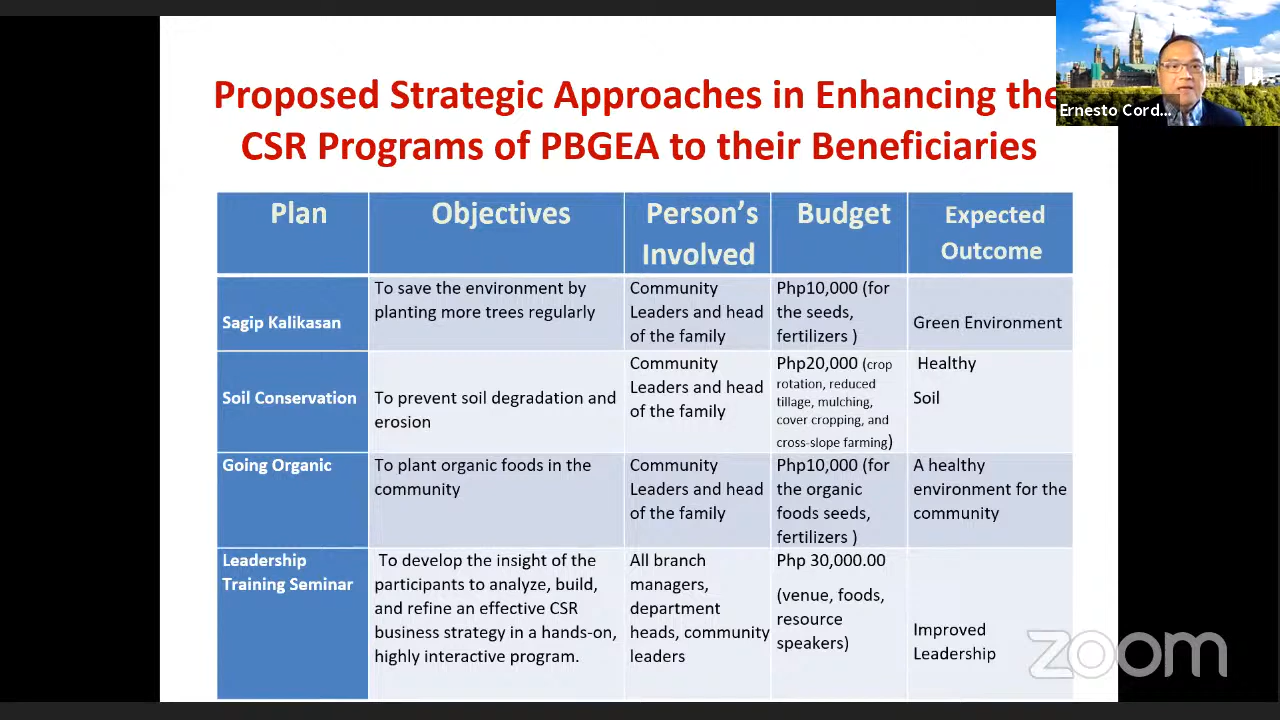 Proposed Strategic Approaches in Enhancing the
CSR Programs of PBGEA to their Beneficiaries
Ernesto Cord...
Plan
Objectives
Person's
Involved
Budget
Expected
Outcome
Sagip Kalikasan
To save the environment by
planting more trees regularly
Community
Leaders and head
of the family
Php10,000 (for
the seeds,
fertilizers )
Green Environment
Soil Conservation
To prevent soil degradation and
erosion
Community
Leaders and head
of the family
Php20,000 (crop
rotation, reduced
tillage, mulching,
cover cropping, and
cross-slope farming)
Healthy
Soil
Going Organic
To plant organic foods in the
community
Community
Leaders and head
of the family
Php10,000 (for
the organic
foods seeds,
fertilizers )
A healthy
environment for the
community
Leadership
Training Seminar
To develop the insight of the
participants to analyze, build,
and refine an effective CSR
business strategy in a hands-on,
highly interactive program.
All branch
managers,
department
heads, community
leaders
Php 30,000.00
(venue, foods,
resource
speakers)
Improved
Leadership
zoom